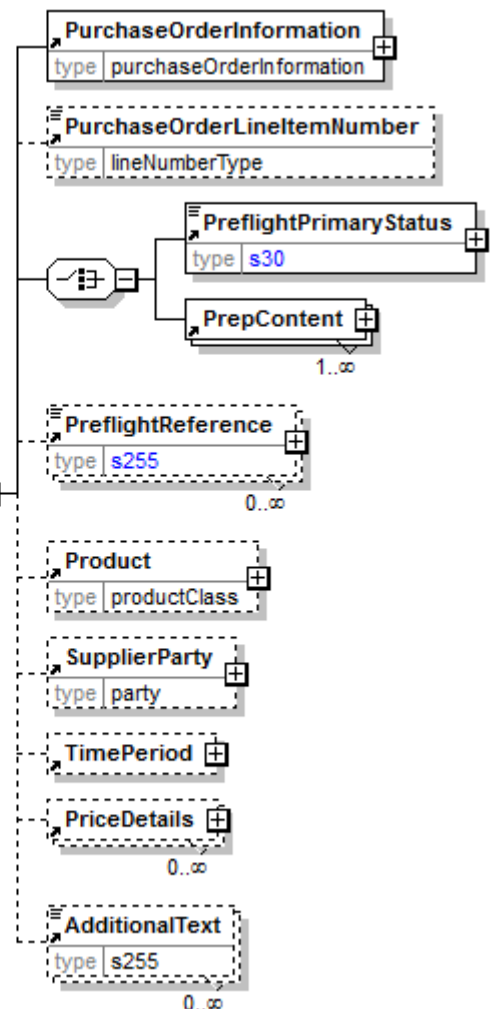 PurchaseOrderInformation
type purchaseOrderInformation
PurchaseOrderLineItemNumber
type lineNumberType
PreflightPrimaryStatus
type s30
PrepContent
1..∞
PreflightReference
type s255
0..∞
Product
type productClass
SupplierParty
type party
TimePeriod
PriceDetails
0..∞
AdditionalText
type s255
0..∞